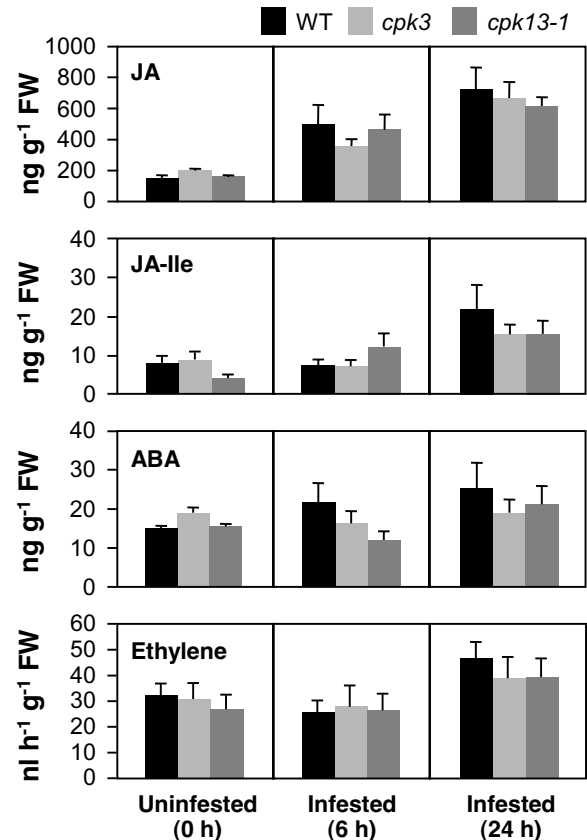 WT cpk3 cpk13-1
JA
ng g⁻¹ FW
1000
800
600
400
200
0
JA-Ile
ng g⁻¹ FW
40
30
20
10
0
ABA
ng g⁻¹ FW
40
30
20
10
0
Ethylene
nl h⁻¹ g⁻¹ FW
60
50
40
30
20
10
0
Uninfested
(0 h)
Infested
(6 h)
Infested
(24 h)